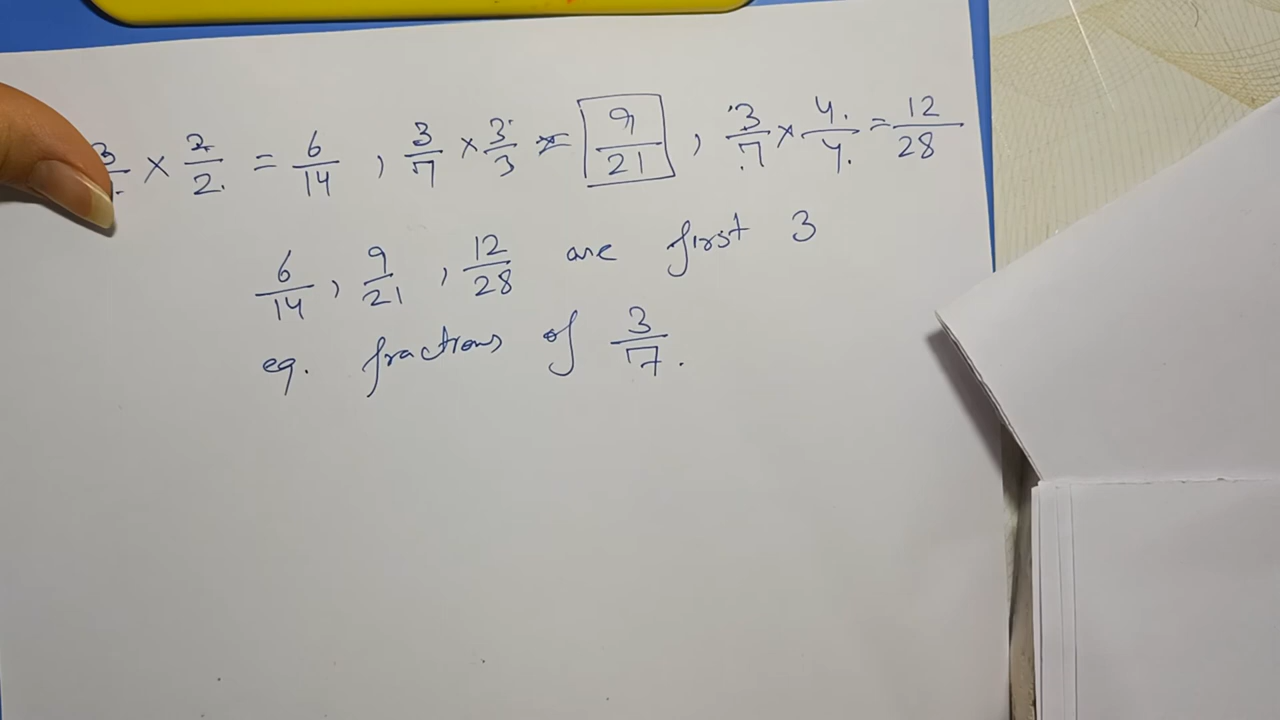 3/ × 2/2 = 6/14 , 3/7 × 3/3 = 9/21 , 3/7 × 4/4 = 12/28
6/14 , 9/21 , 12/28 are first 3
eq. fractions of 3/7.